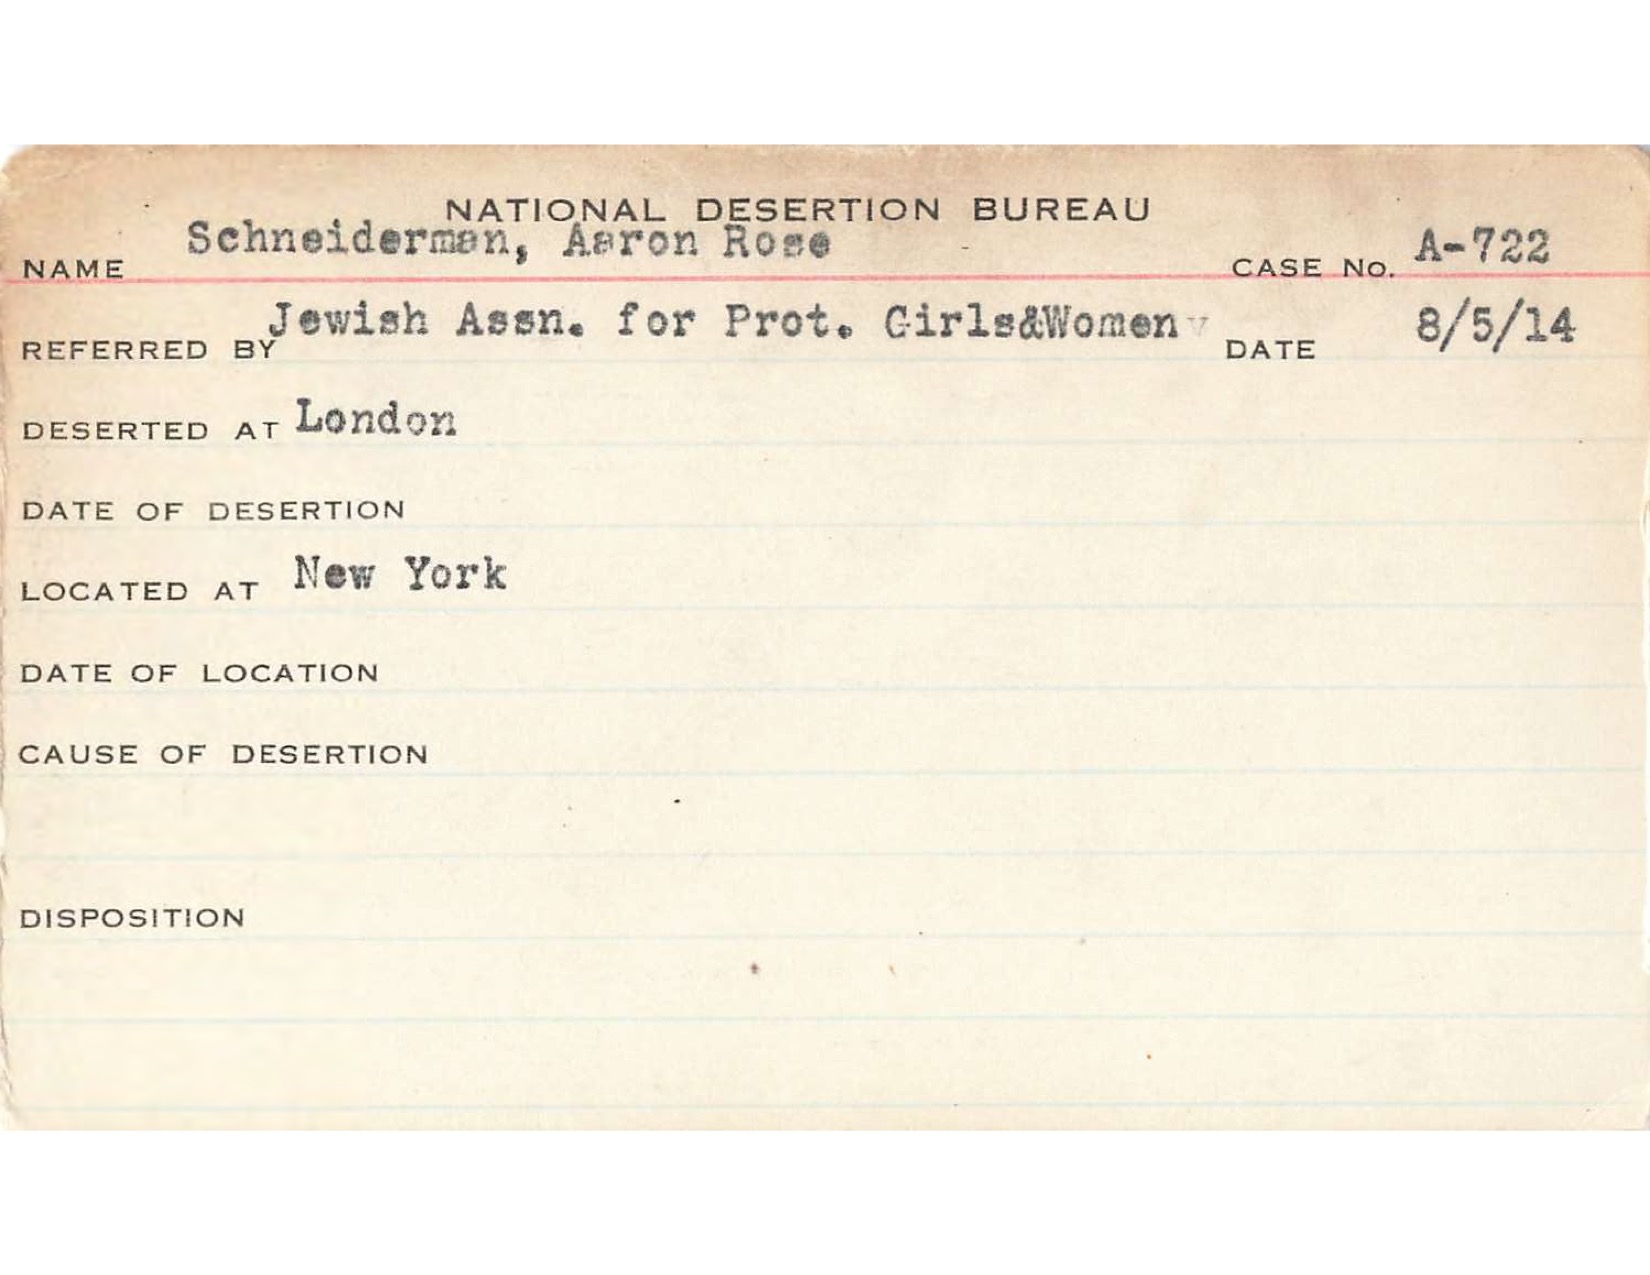 NATIONAL DESERTION BUREAU
NAME Schneiderman, Aaron Rose CASE No. A-722
REFERRED BY Jewish Assn. for Prot. Girls&Women DATE 8/5/14
DESERTED AT London
DATE OF DESERTION
LOCATED AT New York
DATE OF LOCATION
CAUSE OF DESERTION
DISPOSITION